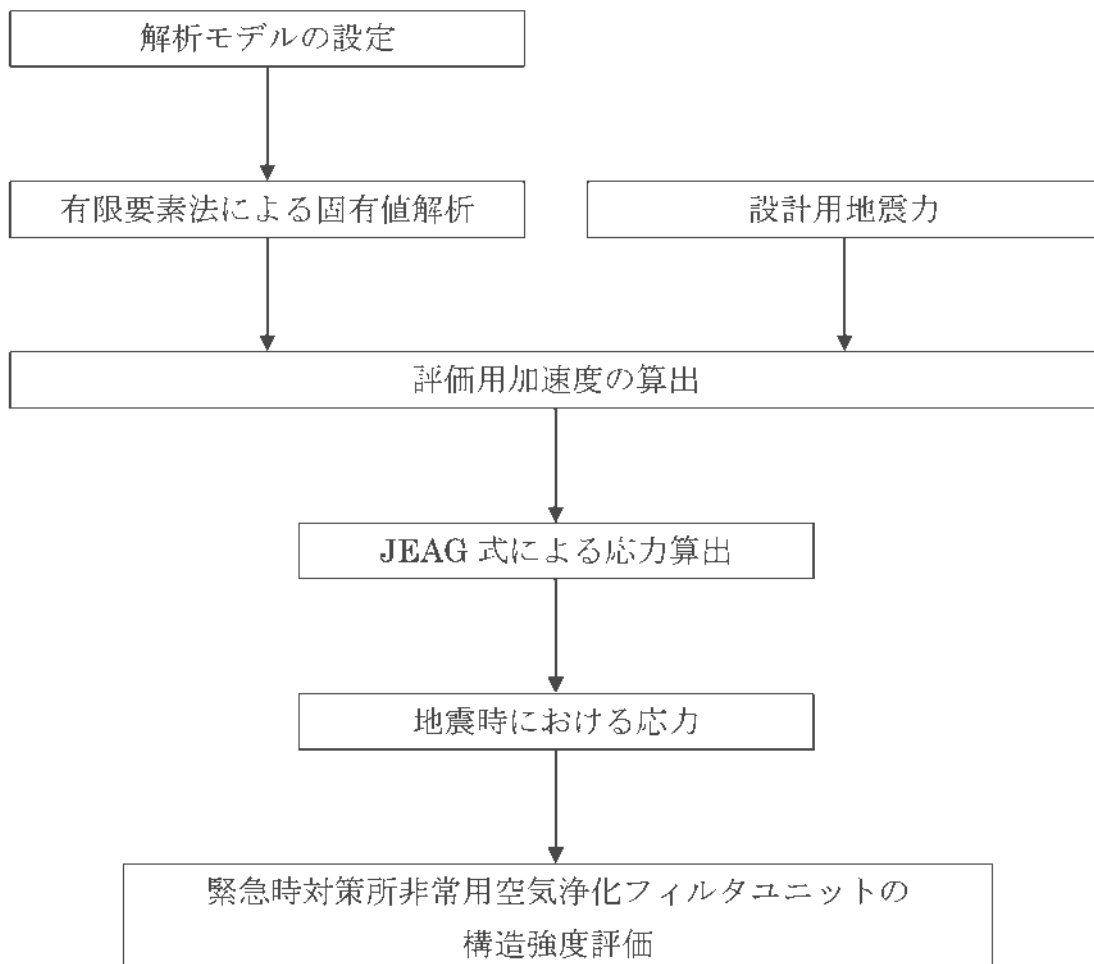 解析モデルの設定
有限要素法による固有値解析
設計用地震力
評価用加速度の算出
JEAG 式による応力算出
地震時における応力
緊急時対策所非常用空気浄化フィルタユニットの
構造強度評価